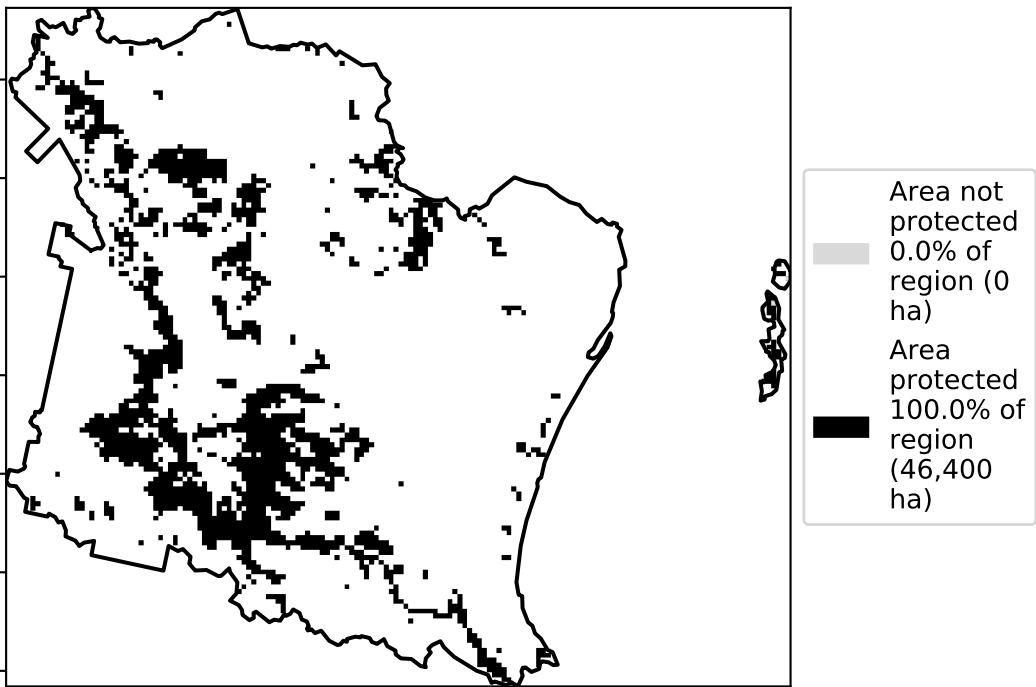 Area not
protected
0.0% of
region (0
ha)
Area
protected
100.0% of
region
(46,400
ha)